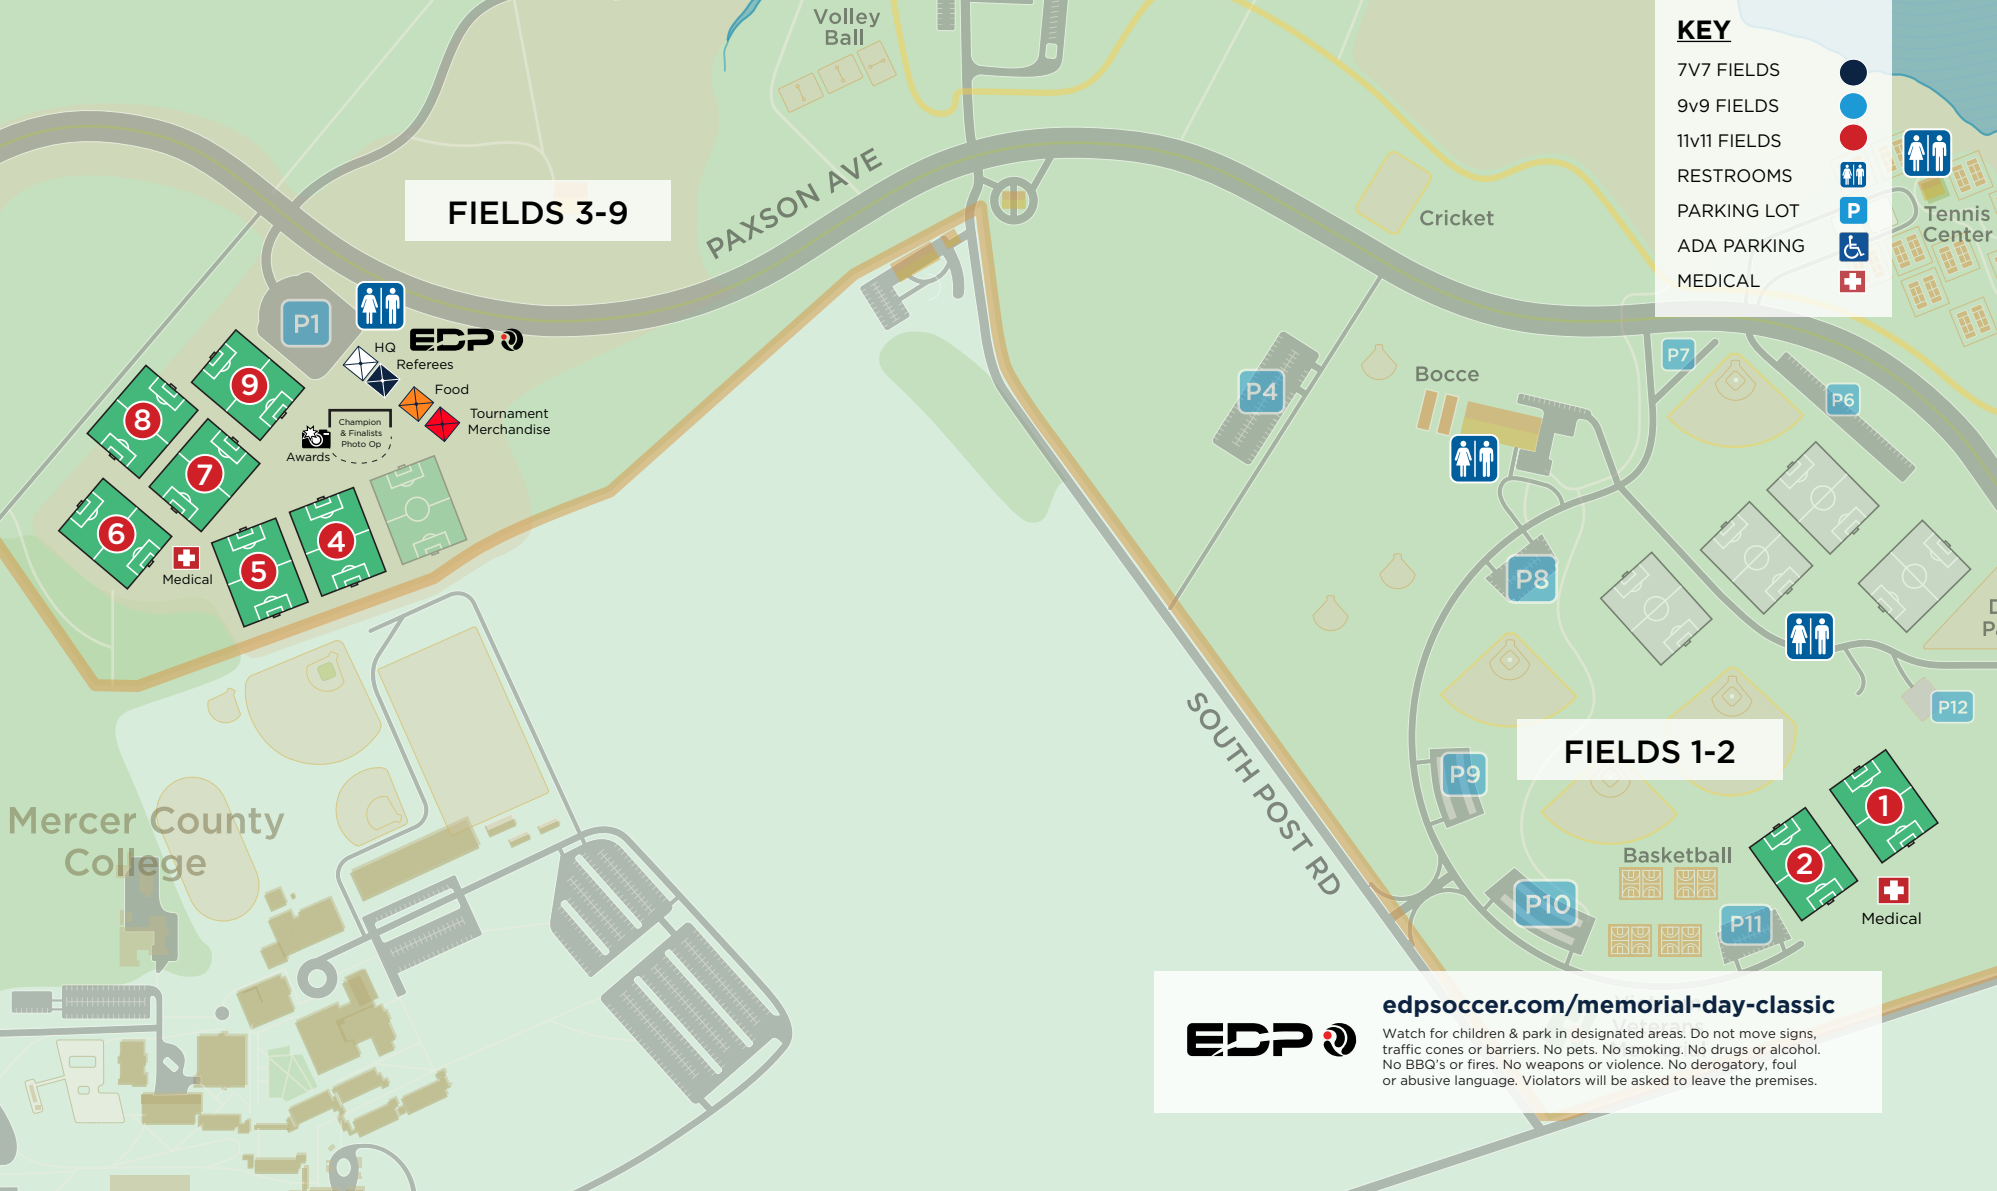 Volley
Ball
KEY
7V7 FIELDS
9v9 FIELDS
11v11 FIELDS
RESTROOMS
PARKING LOT
P
ADA PARKING
MEDICAL
FIELDS 3-9
PAXSON AVE
Cricket
Tennis
Center
P1
HQ
EDP
Referees
Food
Tournament
Merchandise
Champion
& Finalists
Photo Op
Awards
9
8
7
6
5
4
Medical
P4
Bocce
P7
P6
P8
P12
SOUTH POST RD
FIELDS 1-2
P9
1
2
Basketball
P10
P11
Medical
Mercer County
College
EDP
edpsoccer.com/memorial-day-classic
Watch for children & park in designated areas. Do not move signs,
traffic cones or barriers. No pets. No smoking. No drugs or alcohol.
No BBQ's or fires. No weapons or violence. No derogatory, foul
or abusive language. Violators will be asked to leave the premises.